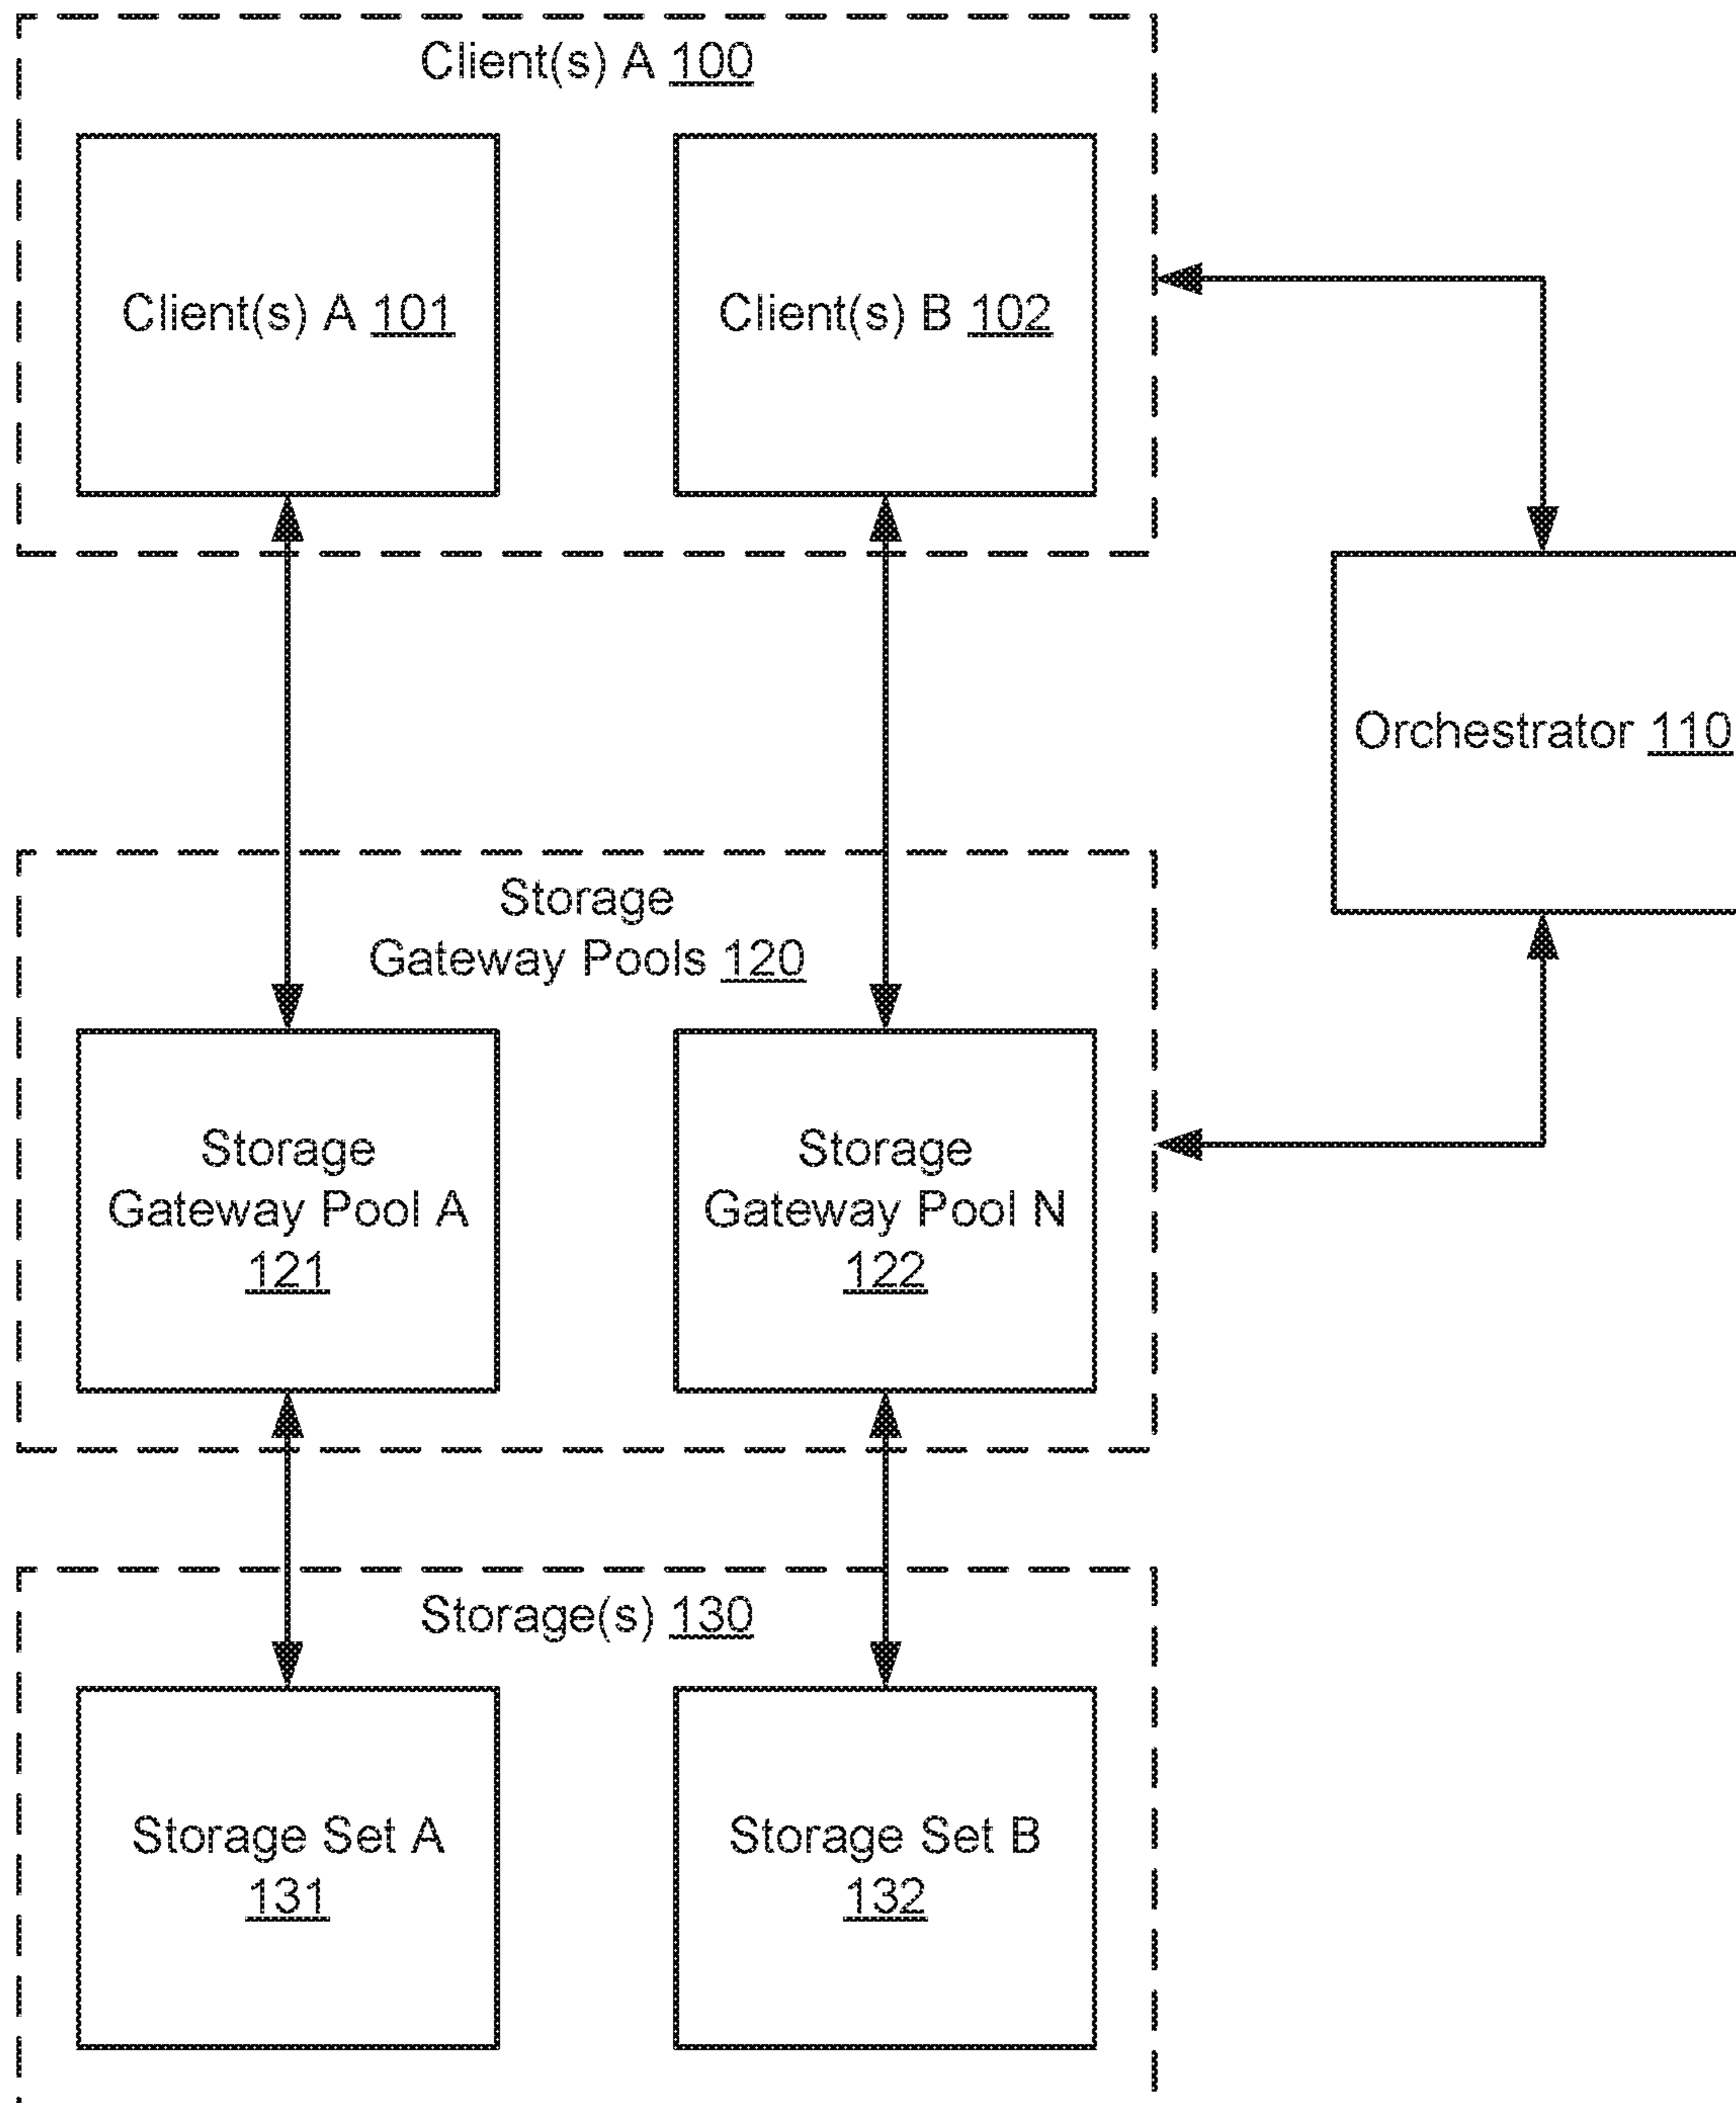 Client(s) A 100
Client(s) A 101
Client(s) B 102
Orchestrator 110
Storage
Gateway Pools 120
Storage
Gateway Pool A
121
Storage
Gateway Pool N
122
Storage(s) 130
Storage Set A
131
Storage Set B
132